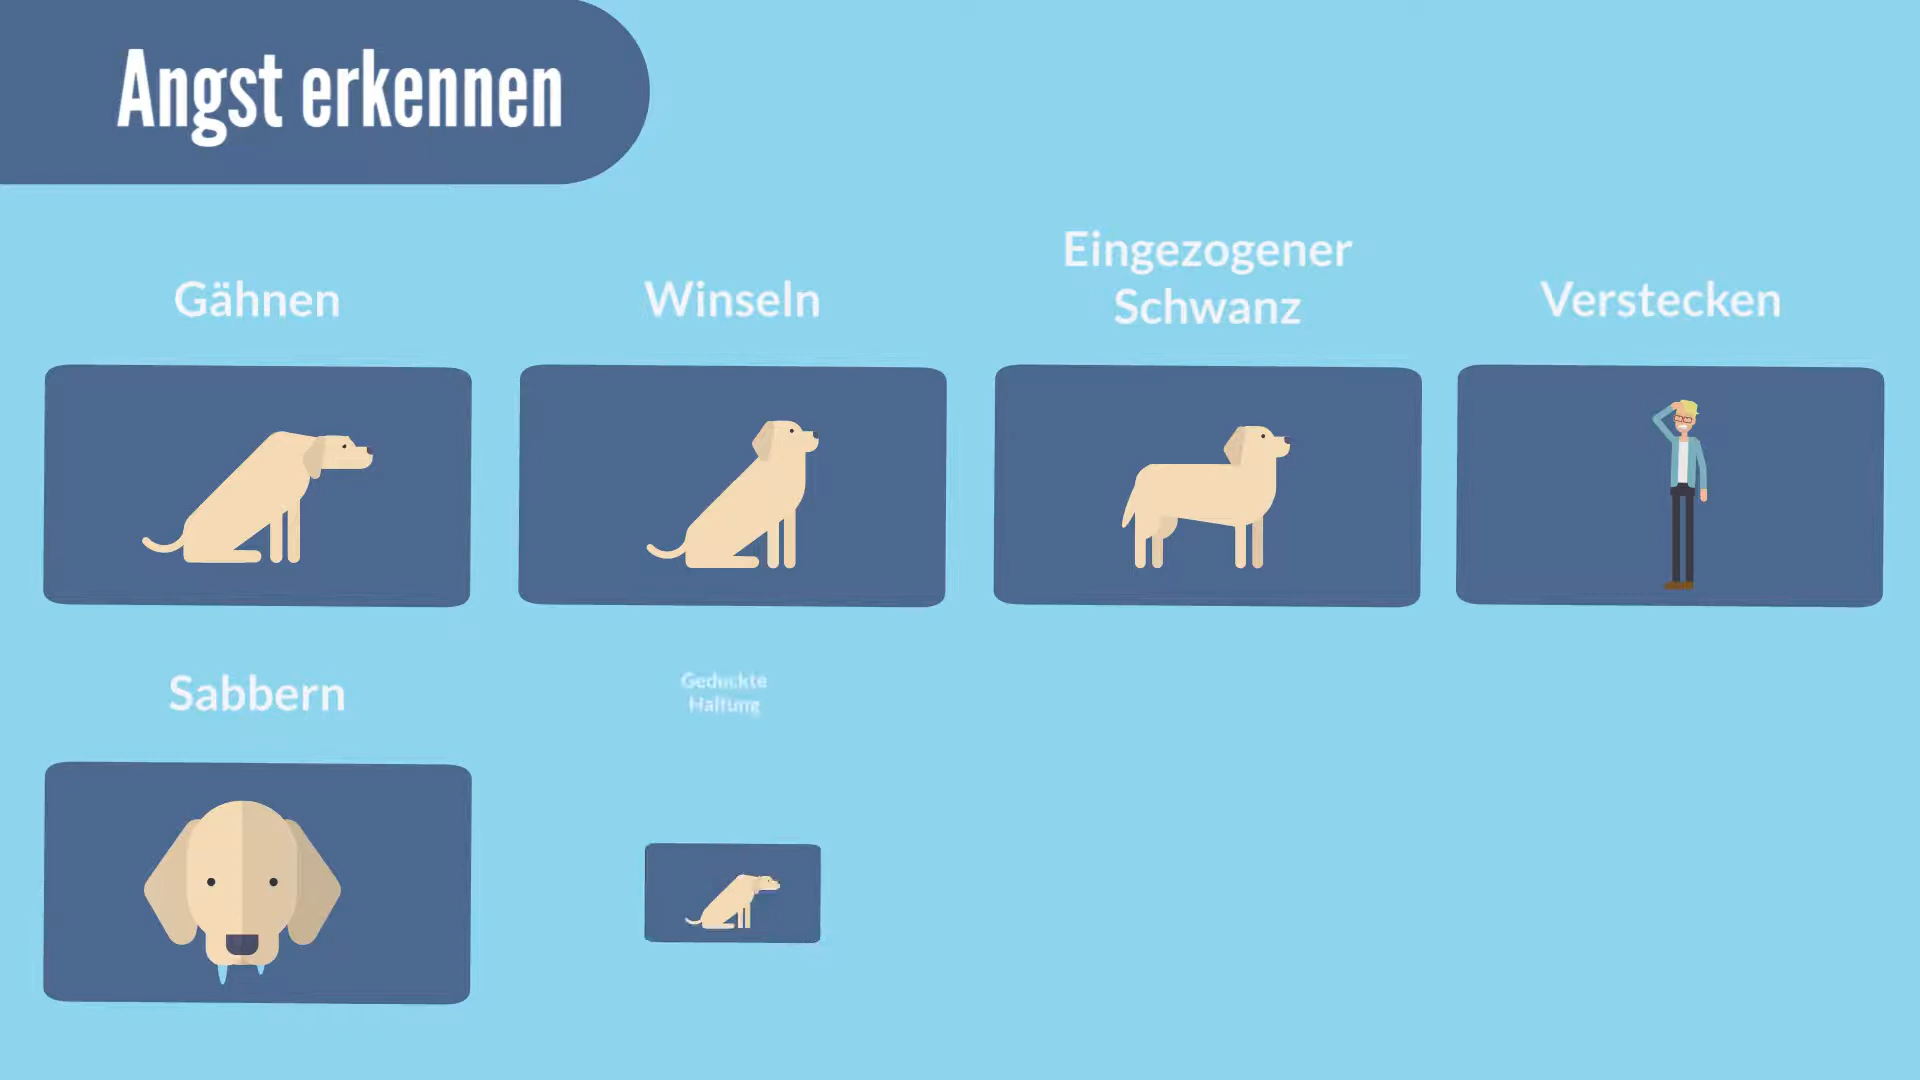 Angst erkennen
Gähnen
Winseln
Eingezogener
Schwanz
Verstecken
Sabbern
Geduckte
Haltung